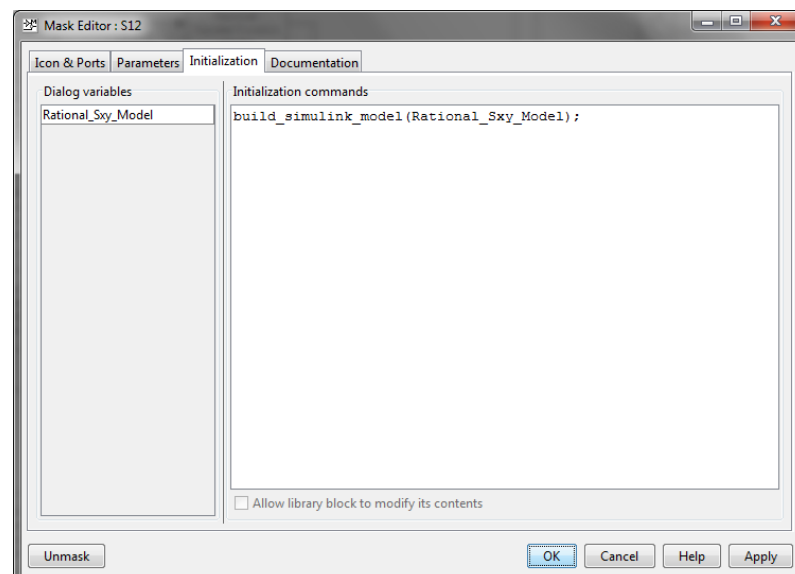 Mask Editor : S12
Icon & Ports Parameters Initialization Documentation
Dialog variables
Rational_Sxy_Model
Initialization commands
build_simulink_model(Rational_Sxy_Model);
Allow library block to modify its contents
Unmask OK Cancel Help Apply